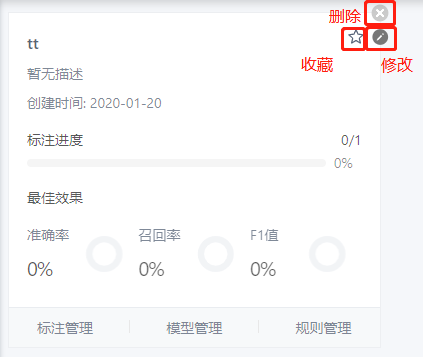 删除
tt
收藏
修改
暂无描述
创建时间: 2020-01-20
标注进度 0/1
0%
最佳效果
准确率 召回率 F1值
0% 0% 0%
标注管理 模型管理 规则管理